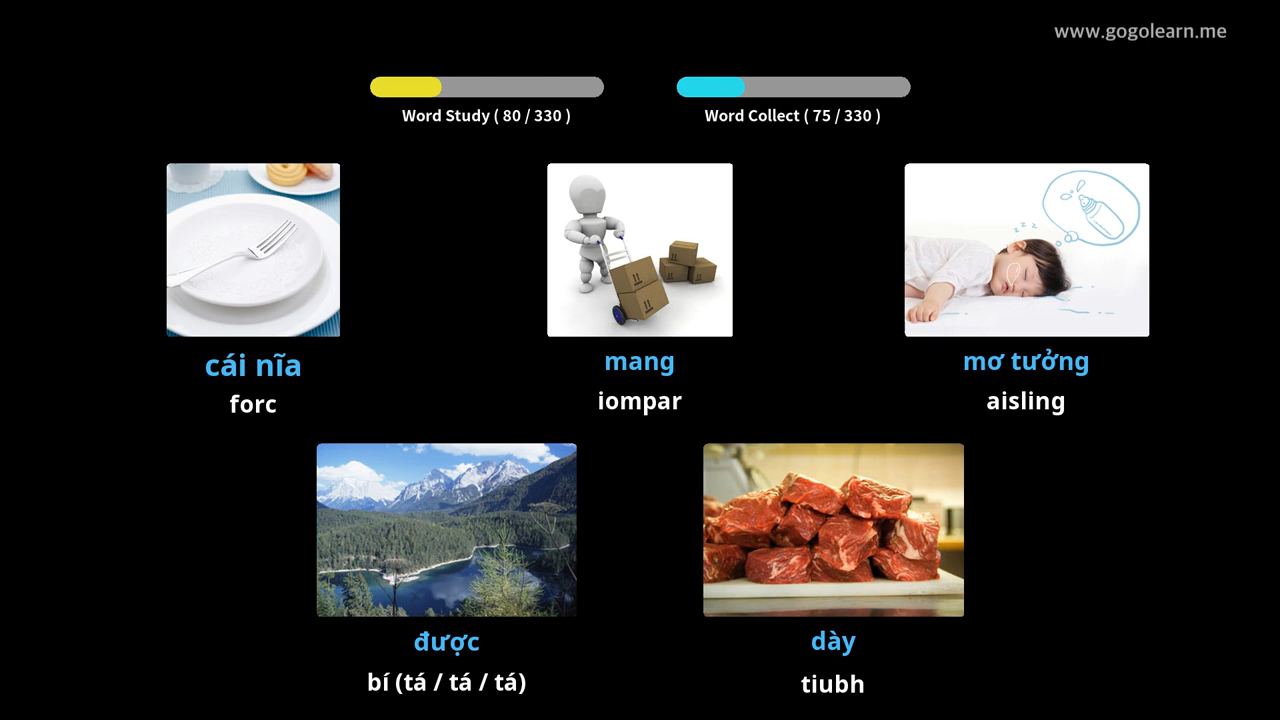 www.gogolearn.me
Word Study ( 80 / 330 )
Word Collect ( 75 / 330 )
cái nĩa
forc
mang
iompar
mơ tưởng
aisling
z z z
được
bí (tá / tá / tá)
dày
tiubh